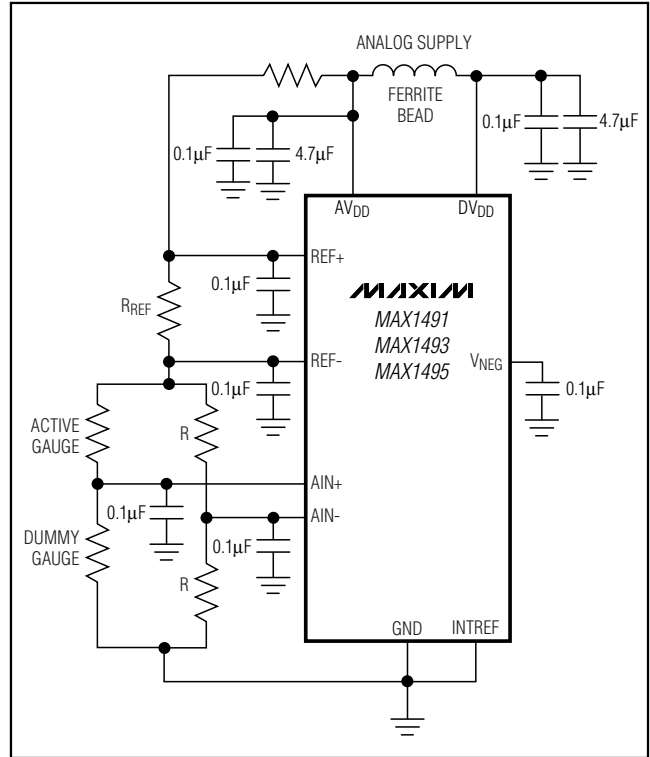 ANALOG SUPPLY
FERRITE
BEAD
0.1µF
4.7µF
0.1µF
4.7µF
AVDD
DVDD
REF+
0.1µF
RREF
MAXIM
MAX1491
MAX1493
MAX1495
REF-
VNEG
0.1µF
0.1µF
ACTIVE
GAUGE
R
AIN+
0.1µF
AIN-
DUMMY
GAUGE
0.1µF
R
GND
INTREF